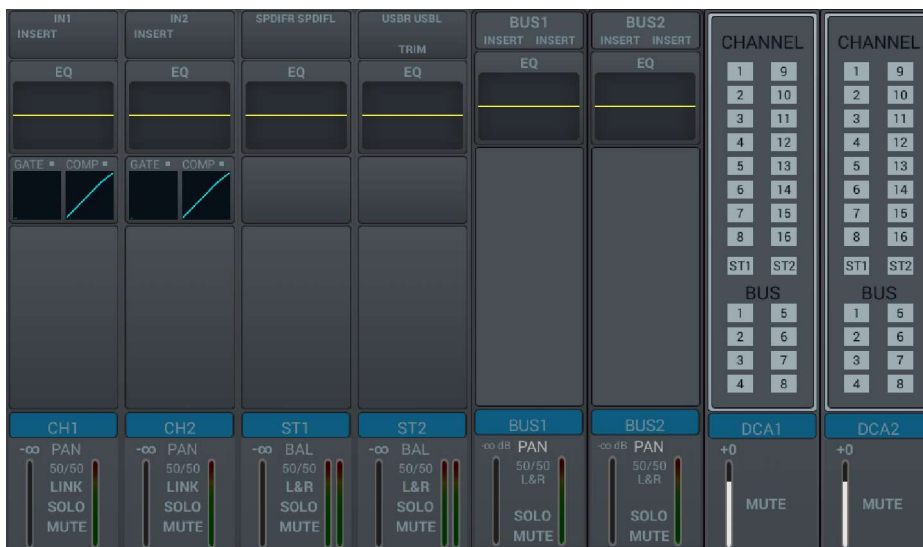 IN1
INSERT
EQ
GATE COMP
CH1
-∞ PAN
50/50
LINK
SOLO
MUTE
IN2
INSERT
EQ
GATE COMP
CH2
-∞ PAN
50/50
LINK
SOLO
MUTE
SPDIFR SPDIFL
EQ
ST1
-∞ BAL
50/50
L&R
SOLO
MUTE
USBR USBL
TRIM
EQ
ST2
-∞ BAL
50/50
L&R
SOLO
MUTE
BUS1
INSERT INSERT
EQ
BUS1
-∞ dB PAN
50/50
L&R
SOLO
MUTE
BUS2
INSERT INSERT
EQ
BUS2
-∞ dB PAN
50/50
L&R
SOLO
MUTE
CHANNEL
1 9
2 10
3 11
4 12
5 13
6 14
7 15
8 16
ST1 ST2
BUS
1 5
2 6
3 7
4 8
DCA1
+0
MUTE
CHANNEL
1 9
2 10
3 11
4 12
5 13
6 14
7 15
8 16
ST1 ST2
BUS
1 5
2 6
3 7
4 8
DCA2
+0
MUTE